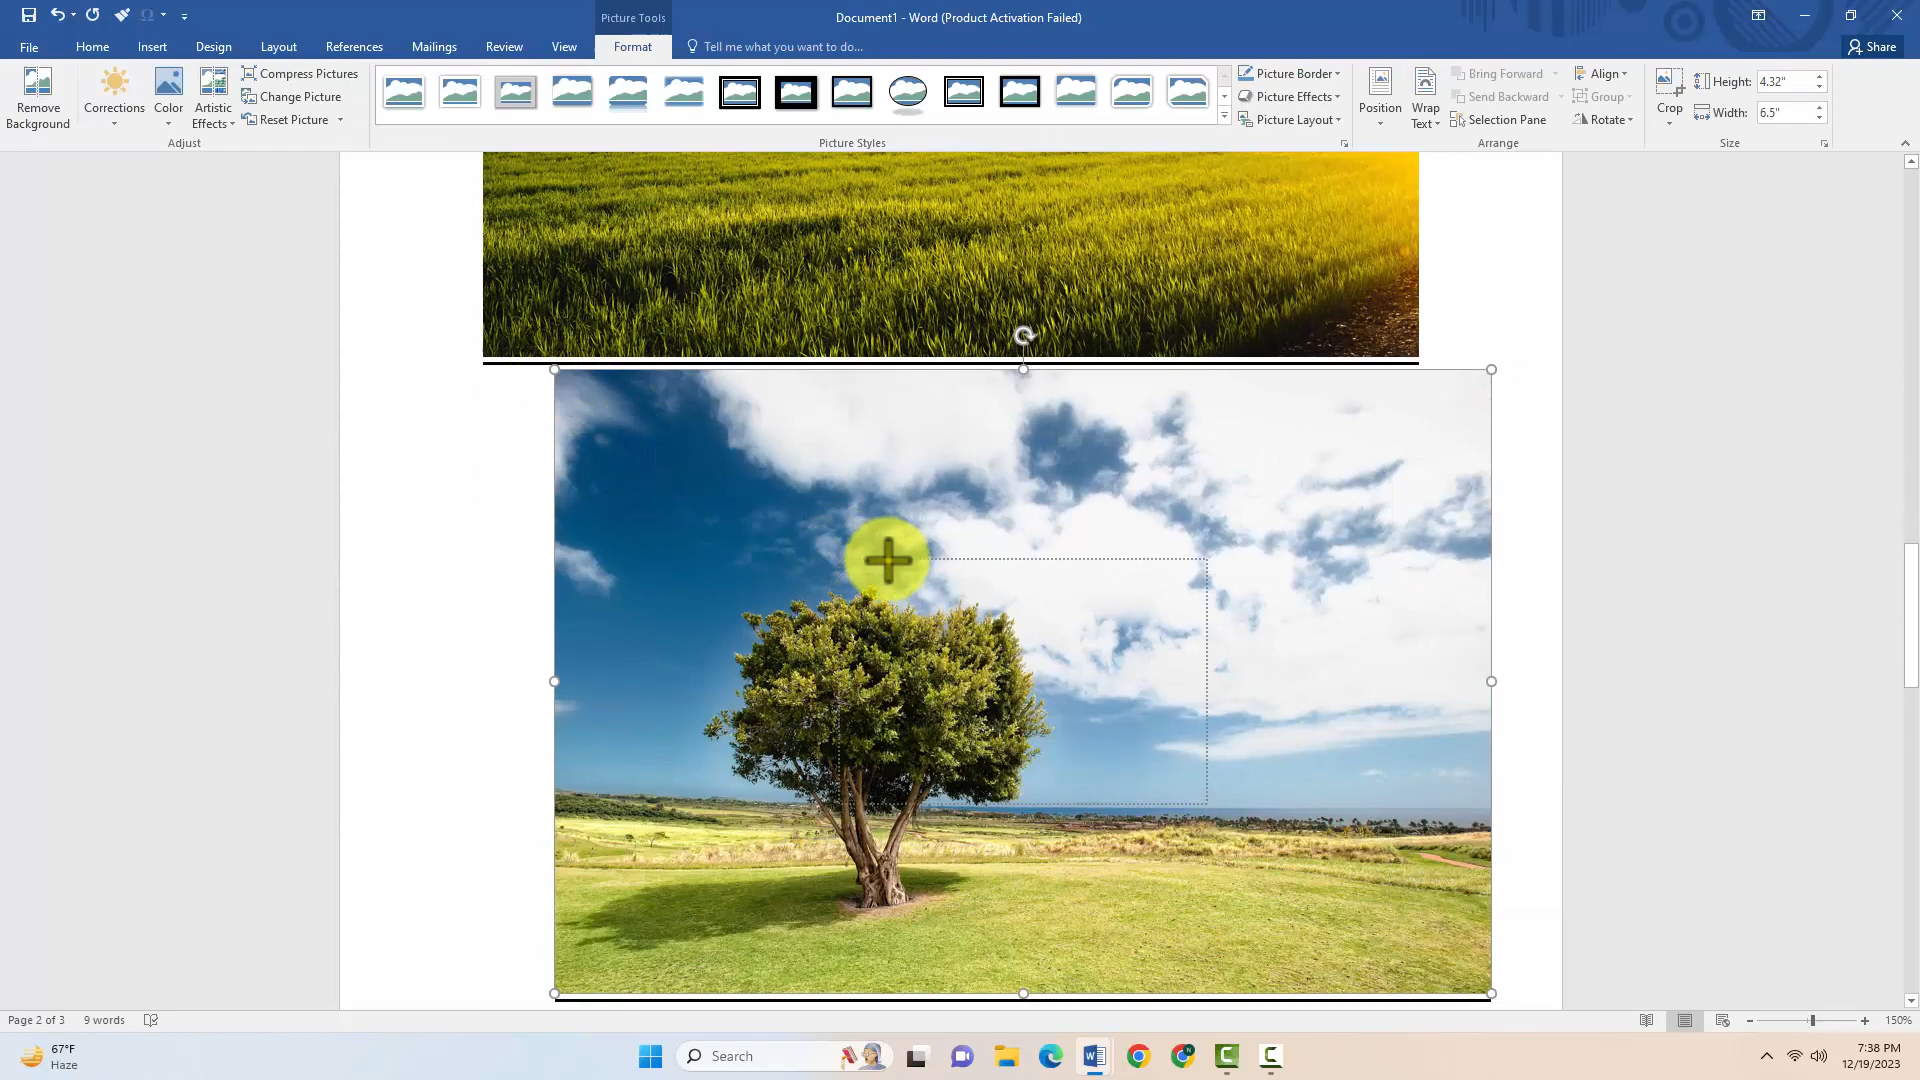 Picture Tools
Document1 - Word (Product Activation Failed)
File
Home
Insert
Design
Layout
References
Mailings
Review
View
Format
Tell me what you want to do...
Share
Remove Background
Corrections
Color
Artistic Effects
Compress Pictures
Change Picture
Reset Picture
Adjust
Picture Styles
Picture Border
Picture Effects
Picture Layout
Position
Wrap Text
Bring Forward
Send Backward
Selection Pane
Align
Group
Rotate
Arrange
Crop
Height: 4.32"
Width: 6.5"
Size
Page 2 of 3
9 words
150%
67°F
Haze
Search
7:38 PM
12/19/2023